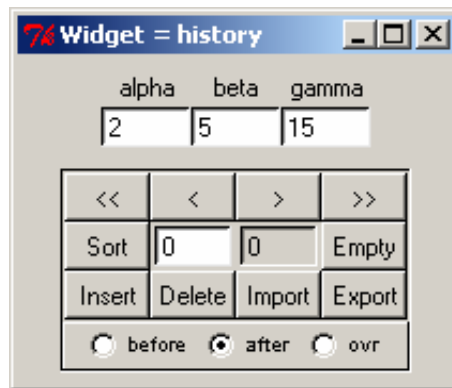 Widget = history
alpha beta gamma
2 5 15
<< < > >>
Sort 0 0 Empty
Insert Delete Import Export
before after ovr